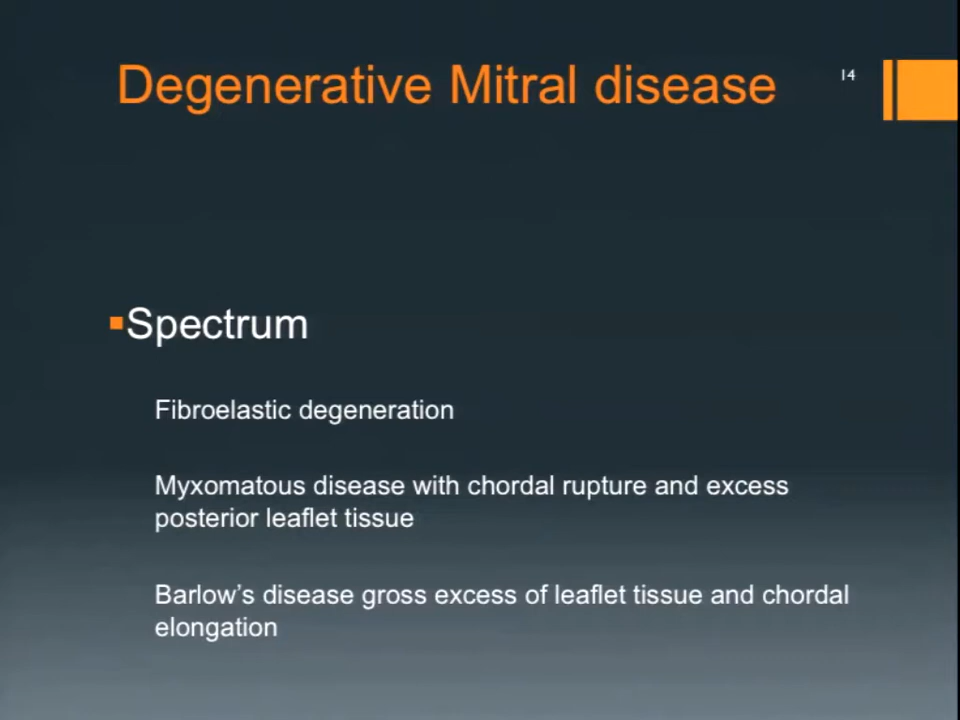 Degenerative Mitral disease
14
Spectrum
Fibroelastic degeneration
Myxomatous disease with chordal rupture and excess
posterior leaflet tissue
Barlow’s disease gross excess of leaflet tissue and chordal
elongation